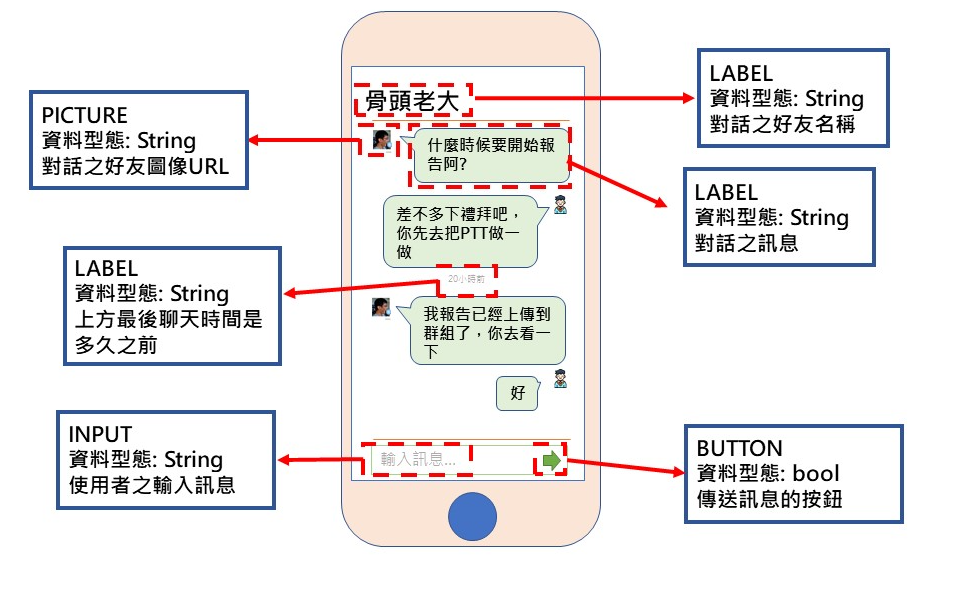 骨頭老大
什麼時候要開始報
告阿?
差不多下禮拜吧，
你先去把PTT做一
做
20小時前
我報告已經上傳到
群組了，你去看一
下
好
輸入訊息...
PICTURE
資料型態: String
對話之好友圖像URL
LABEL
資料型態: String
上方最後聊天時間是
多久之前
INPUT
資料型態: String
使用者之輸入訊息
LABEL
資料型態: String
對話之好友名稱
LABEL
資料型態: String
對話之訊息
BUTTON
資料型態: bool
傳送訊息的按鈕